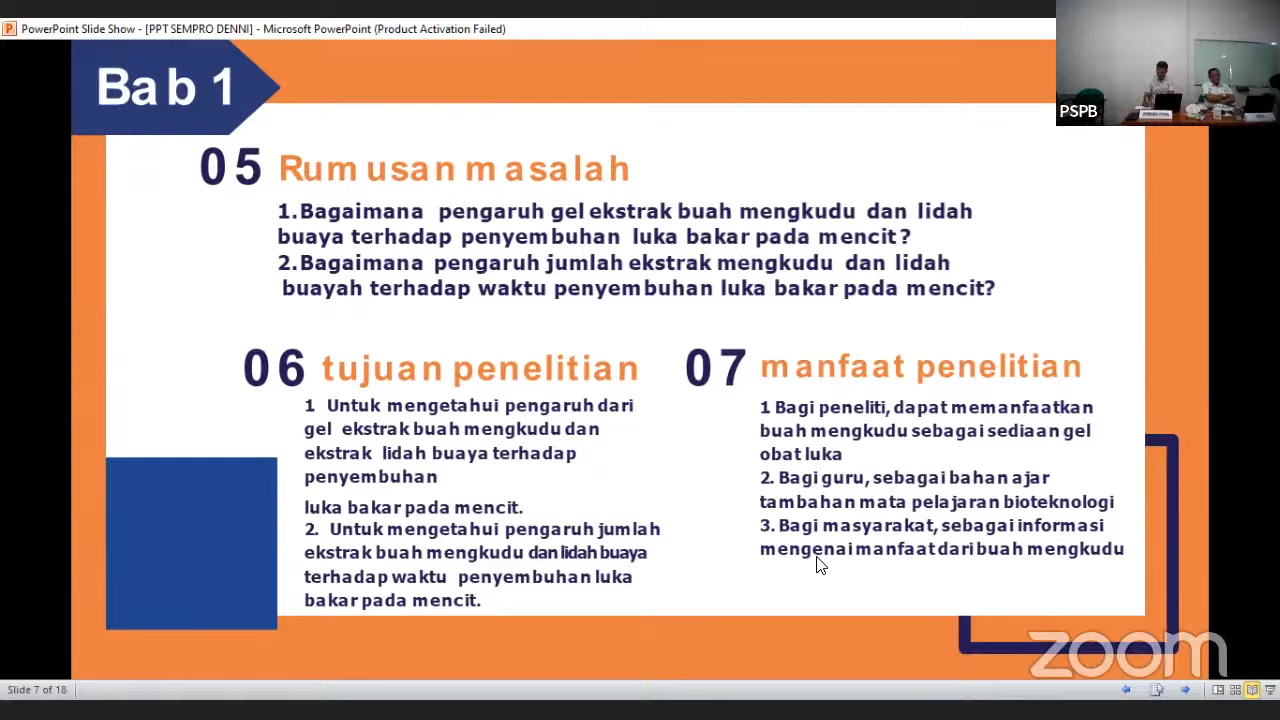 PowerPoint Slide Show - [PPT SEMPRO DENNI] - Microsoft PowerPoint (Product Activation Failed)
PSPB
Bab 1
05 Rumusan masalah
1.Bagaimana pengaruh gel ekstrak buah mengkudu dan lidah
buaya terhadap penyembuhan luka bakar pada mencit?
2.Bagaimana pengaruh jumlah ekstrak mengkudu dan lidah
buayah terhadap waktu penyembuhan luka bakar pada mencit?
06 tujuan penelitian
1 Untuk mengetahui pengaruh dari
gel ekstrak buah mengkudu dan
ekstrak lidah buaya terhadap
penyembuhan
luka bakar pada mencit.
2. Untuk mengetahui pengaruh jumlah
ekstrak buah mengkudu dan lidah buaya
terhadap waktu penyembuhan luka
bakar pada mencit.
07 manfaat penelitian
1 Bagi peneliti, dapat memanfaatkan
buah mengkudu sebagai sediaan gel
obat luka
2. Bagi guru, sebagai bahan ajar
tambahan mata pelajaran bioteknologi
3. Bagi masyarakat, sebagai informasi
mengenai manfaat dari buah mengkudu
zoom
Slide 7 of 18